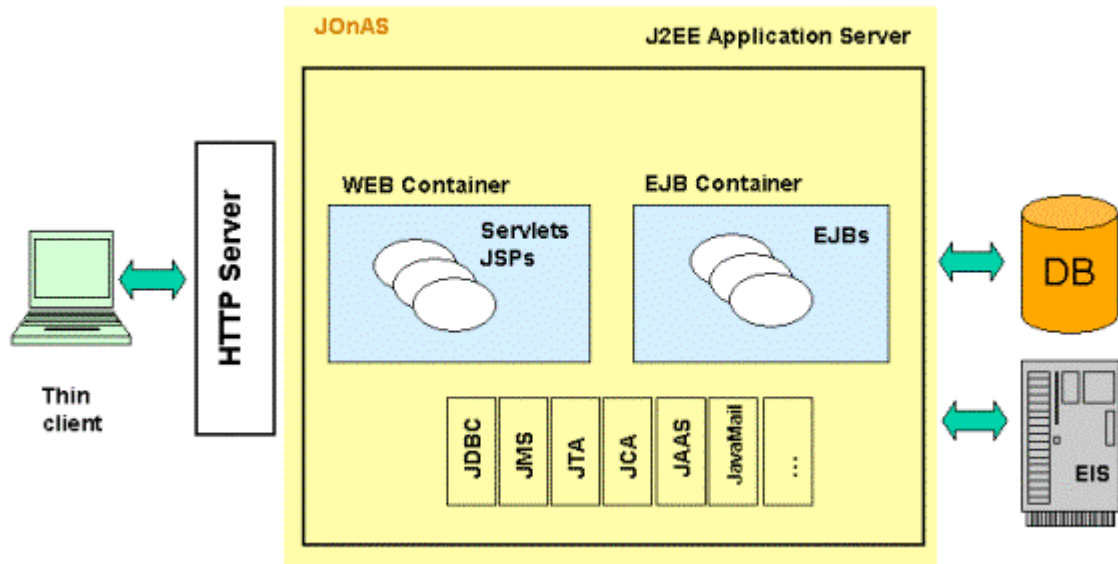 JOnAS
J2EE Application Server
HTTP Server
WEB Container
EJB Container
Servlets
JSPs
EJBs
DB
Thin
client
JDBC
JMS
JTA
JCA
JAAS
JavaMail
...
EIS